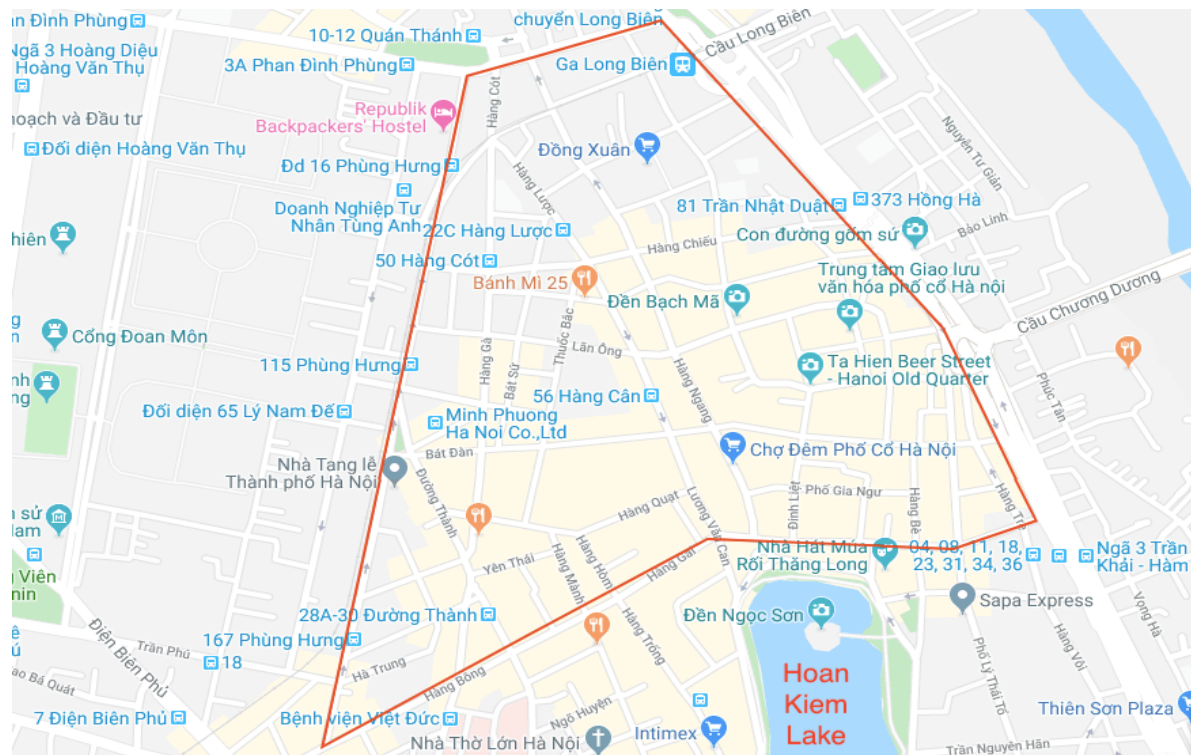 n Đình Phùng
10-12 Quán Thánh
chuyển Long Biên
Cầu Long Biên
Ngã 3 Hoàng Diệu
Hoàng Văn Thụ
3A Phan Đình Phùng
Ga Long Biên
Hàng Cót
Republik
Backpackers' Hostel
hoạch và Đầu tư
Nguyễn Tư Giản
Đối diện Hoàng Văn Thụ
Đồng Xuân
Đd 16 Phùng Hưng
Hàng Lược
Doanh Nghiệp Tư
Nhân Tùng Anh
81 Trần Nhật Duật
373 Hồng Hà
22C Hàng Lược
Con đường gốm sứ
Bảo Linh
hiên
Hàng Chiếu
50 Hàng Cót
Trung tâm Giao lưu
văn hóa phố cổ Hà nội
Bánh Mì 25
Đền Bạch Mã
Cầu Chương Dương
Cổng Đoan Môn
Thuốc Bắc
Lãn Ông
115 Phùng Hưng
Hàng Gà
Bát Sứ
Ta Hien Beer Street
- Hanoi Old Quarter
Hàng Ngang
Phúc Tân
56 Hàng Cân
Đối diện 65 Lý Nam Đế
Minh Phuong
Ha Noi Co.,Ltd
Bát Đàn
Chợ Đêm Phố Cổ Hà Nội
Nhà Tang lễ
Thành phố Hà Nội
Đường Thành
Phố Gia Ngư
Hàng Quạt
Lương Văn Can
Đinh Liệt
Hàng Bè
Hàng Tre
n sử
lam
Nhà Hát Múa
Rối Thăng Long
04, 08, 11, 18,
23, 31, 34, 36
Ngã 3 Trần
Khải - Hàm
Yên Thái
Hàng Mành
Hàng Hòm
Hàng Gai
g Viên
nin
28A-30 Đường Thành
Đền Ngọc Sơn
Sapa Express
Vọng Hà
167 Phùng Hưng
Hàng Trống
Điện Biên Phủ
Trần Phú
18
Hà Trung
Hàng Bông
Hàng Vôi
Phố Lý Thái Tổ
ao Bá Quát
Hoan
Kiem
Lake
7 Điện Biên Phủ
Bệnh viện Việt Đức
Ngõ Huyện
Thiên Sơn Plaza
Nhà Thờ Lớn Hà Nội
Intimex
Trần Nguyên Hãn